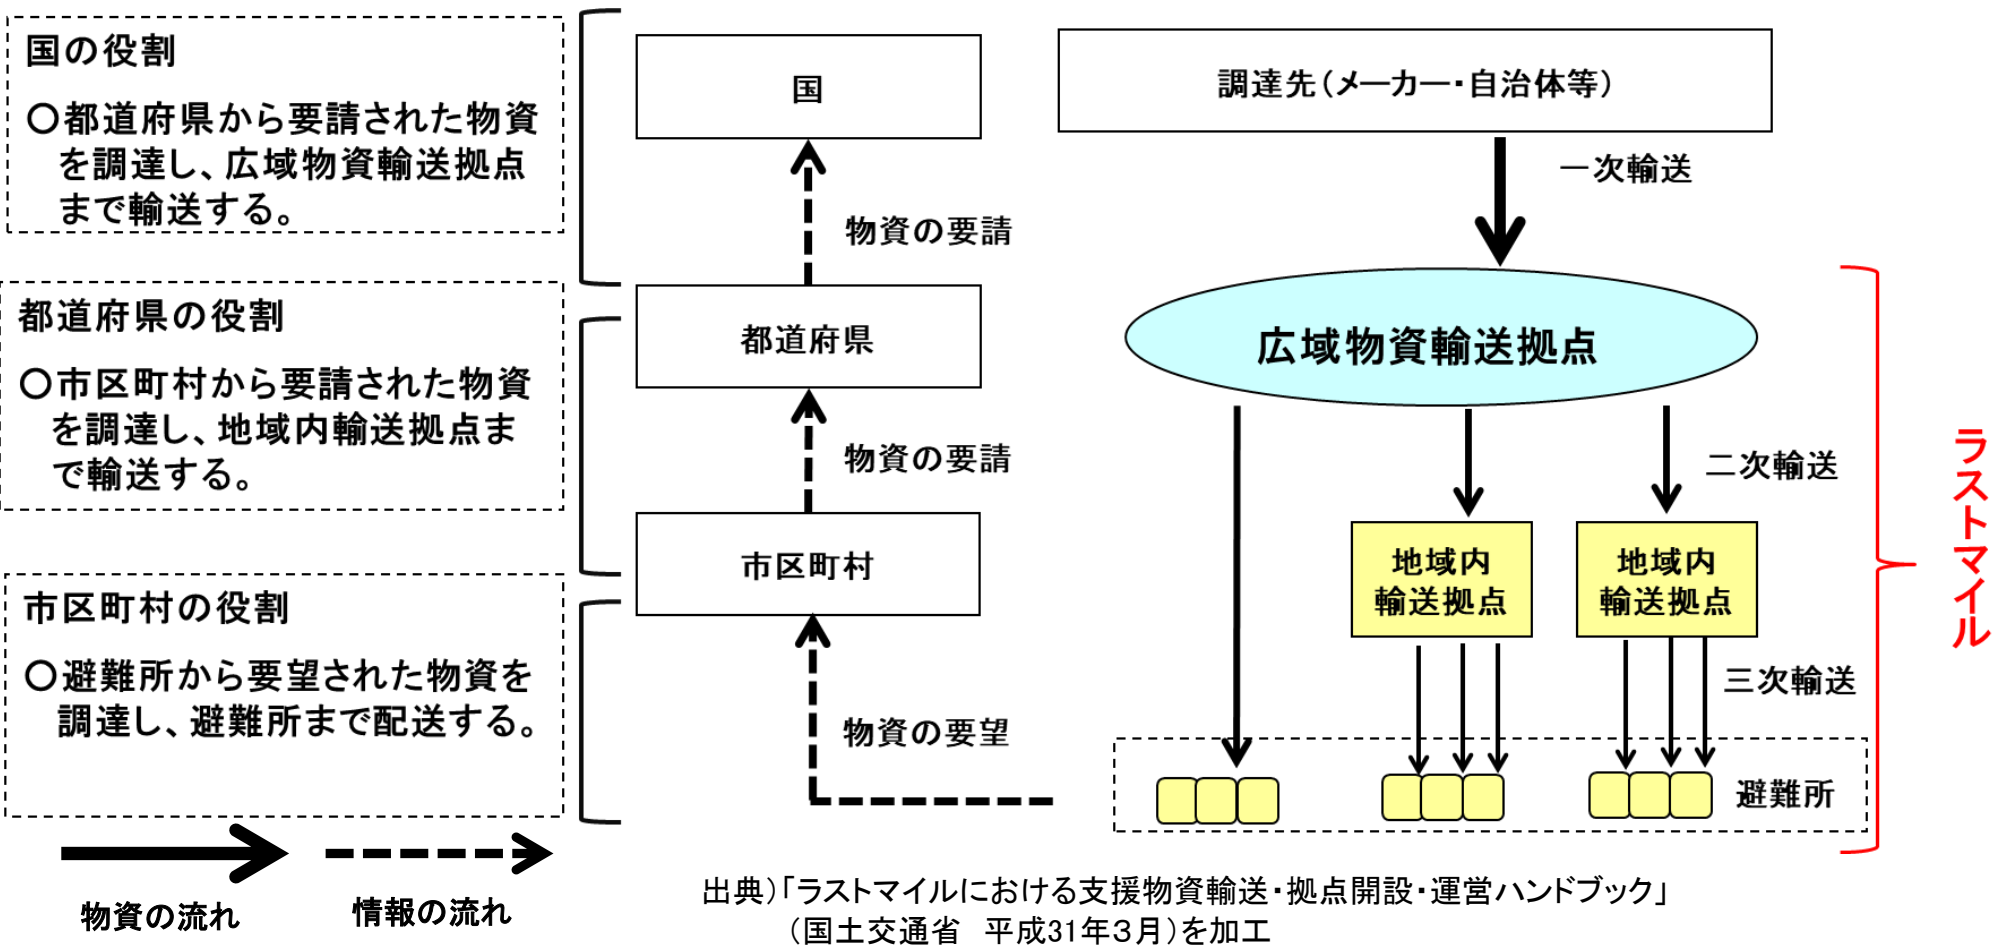 国の役割
○都道府県から要請された物資
を調達し、広域物資輸送拠点
まで輸送する。
都道府県の役割
○市区町村から要請された物資
を調達し、地域内輸送拠点ま
で輸送する。
市区町村の役割
○避難所から要望された物資を
調達し、避難所まで配送する。
物資の流れ
情報の流れ
国
物資の要請
都道府県
物資の要請
市区町村
物資の要望
調達先（メーカー・自治体等）
一次輸送
広域物資輸送拠点
二次輸送
地域内
輸送拠点
地域内
輸送拠点
三次輸送
避難所
ラストマイル
出典）「ラストマイルにおける支援物資輸送・拠点開設・運営ハンドブック」
（国土交通省　平成31年３月）を加工